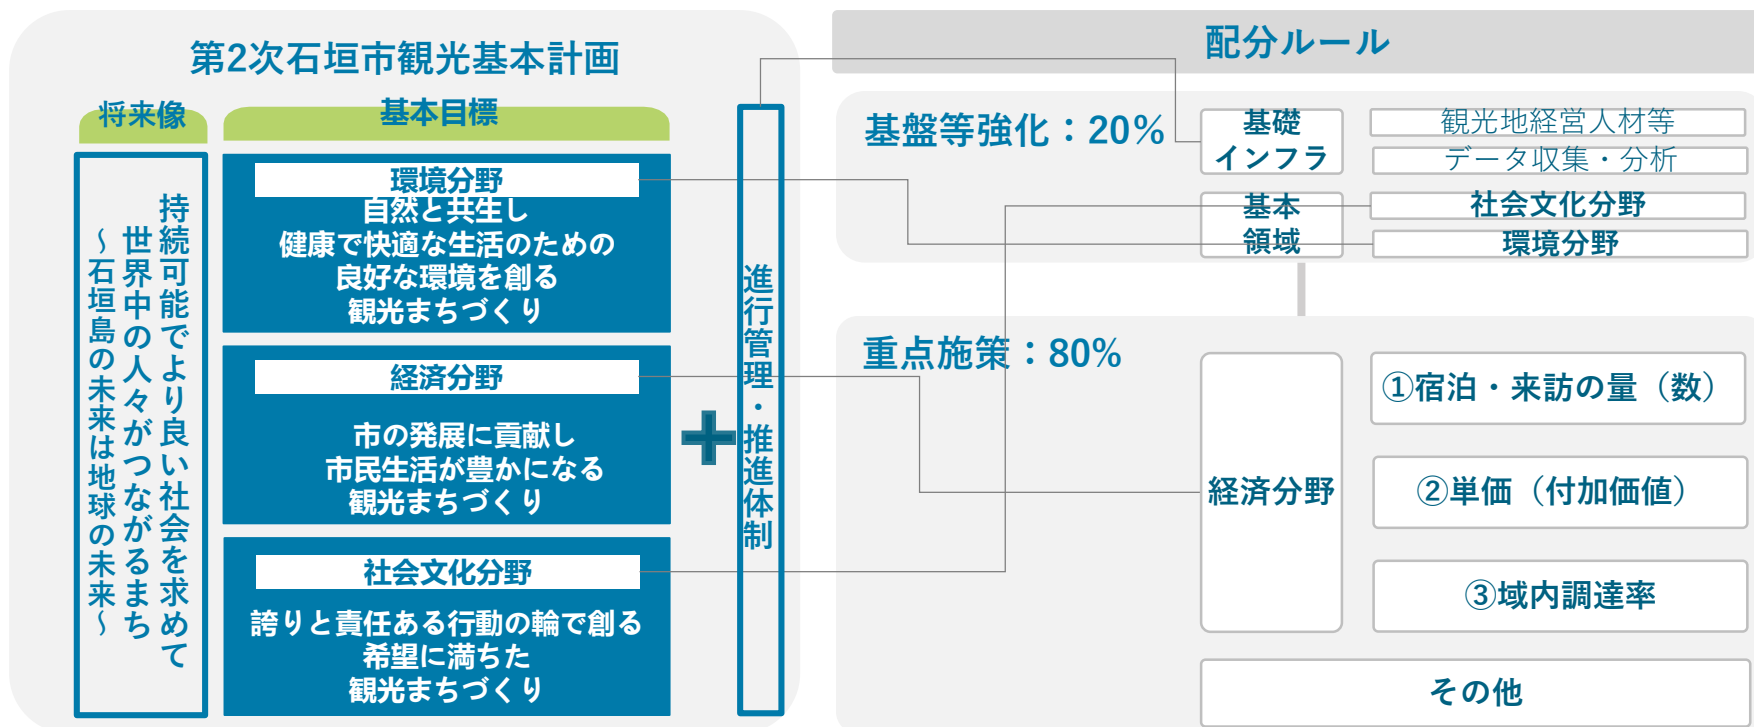 第2次石垣市観光基本計画
将来像
基本目標
持続可能でより良い社会を求めて
世界中の人々がつながるまち
～石垣島の未来は地球の未来～
環境分野
自然と共生し
健康で快適な生活のための
良好な環境を創る
観光まちづくり
経済分野
市の発展に貢献し
市民生活が豊かになる
観光まちづくり
社会文化分野
誇りと責任ある行動の輪で創る
希望に満ちた
観光まちづくり
進行管理・推進体制
配分ルール
基盤等強化：20%
基礎
インフラ
観光地経営人材等
データ収集・分析
基本
領域
社会文化分野
環境分野
重点施策：80%
経済分野
①宿泊・来訪の量（数）
②単価（付加価値）
③域内調達率
その他